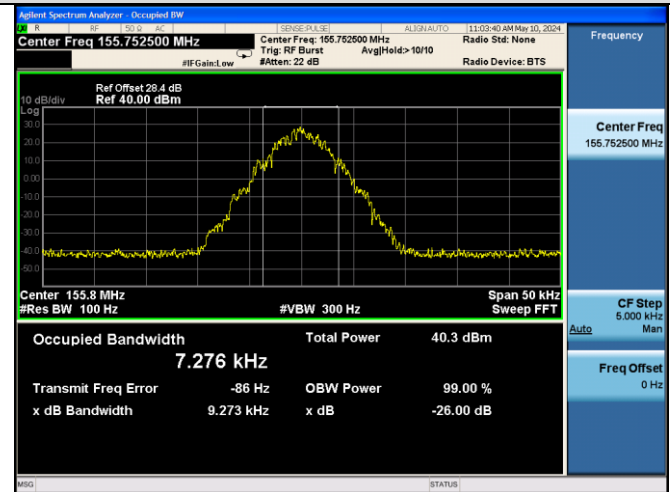 Agilent Spectrum Analyzer - Occupied BW
R RF 50 Ω AC SENSE:PULSE ALIGN AUTO 11:03:40 AM May 10, 2024
Center Freq 155.752500 MHz Center Freq: 155.752500 MHz Radio Std: None
Trig: RF Burst Avg|Hold:> 10/10
#IFGain:Low #Atten: 22 dB Radio Device: BTS
Ref Offset 28.4 dB
10 dB/div Ref 40.00 dBm
Log
30.0
20.0
10.0
0.00
-10.0
-20.0
-30.0
-40.0
-50.0
Center 155.8 MHz Span 50 kHz
#Res BW 100 Hz #VBW 300 Hz Sweep FFT
Occupied Bandwidth Total Power 40.3 dBm
7.276 kHz
Transmit Freq Error -86 Hz OBW Power 99.00 %
x dB Bandwidth 9.273 kHz x dB -26.00 dB
MSG STATUS
Frequency
Center Freq
155.752500 MHz
CF Step
5.000 kHz
Auto Man
Freq Offset
0 Hz